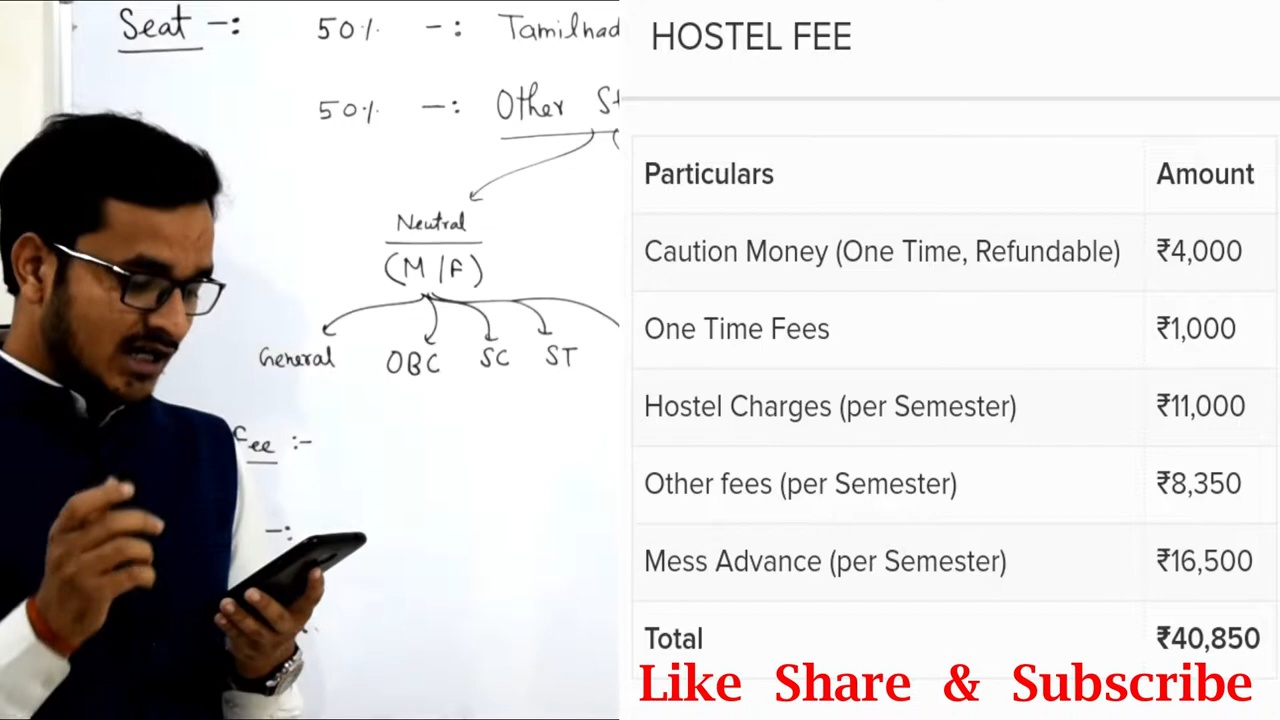 Seat -: 50% -: Tamilnad
50% -: Other St
Neutral
(M/F)
General OBC SC ST
Fee :-
-:
HOSTEL FEE
Particulars Amount
Caution Money (One Time, Refundable) ₹4,000
One Time Fees ₹1,000
Hostel Charges (per Semester) ₹11,000
Other fees (per Semester) ₹8,350
Mess Advance (per Semester) ₹16,500
Total ₹40,850
Like Share & Subscribe